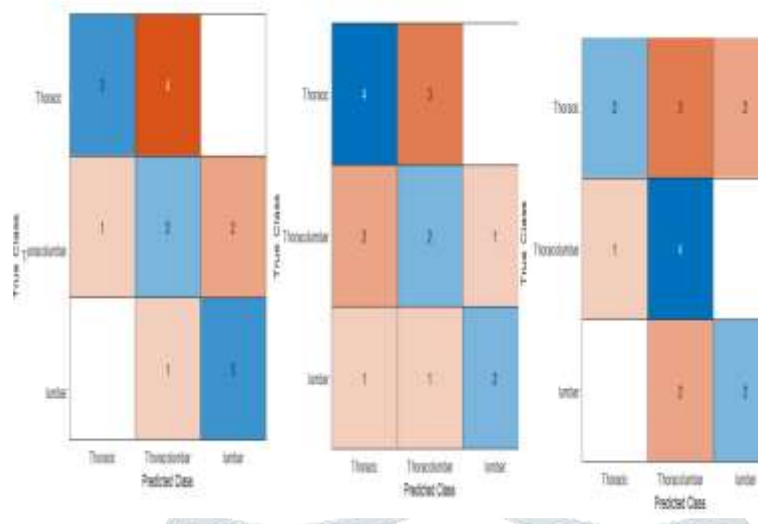 Thoracic
3 4
True Class
Thoracolumbar
1 2 2
lumbar
1 3
Thoracic Thoracolumbar lumbar
Predicted Class
Thoracic
4 3
True Class
Thoracolumbar
2 2 1
lumbar
1 1 2
Thoracic Thoracolumbar lumbar
Predicted Class
Thoracic
2 3 2
True Class
Thoracolumbar
1 4
lumbar
2 2
Thoracic Thoracolumbar lumbar
Predicted Class